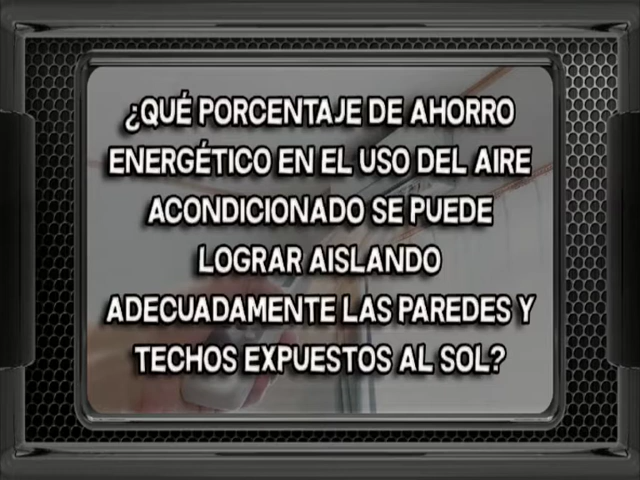 ¿QUÉ PORCENTAJE DE AHORRO
ENERGÉTICO EN EL USO DEL AIRE
ACONDICIONADO SE PUEDE
LOGRAR AISLANDO
ADECUADAMENTE LAS PAREDES Y
TECHOS EXPUESTOS AL SOL?